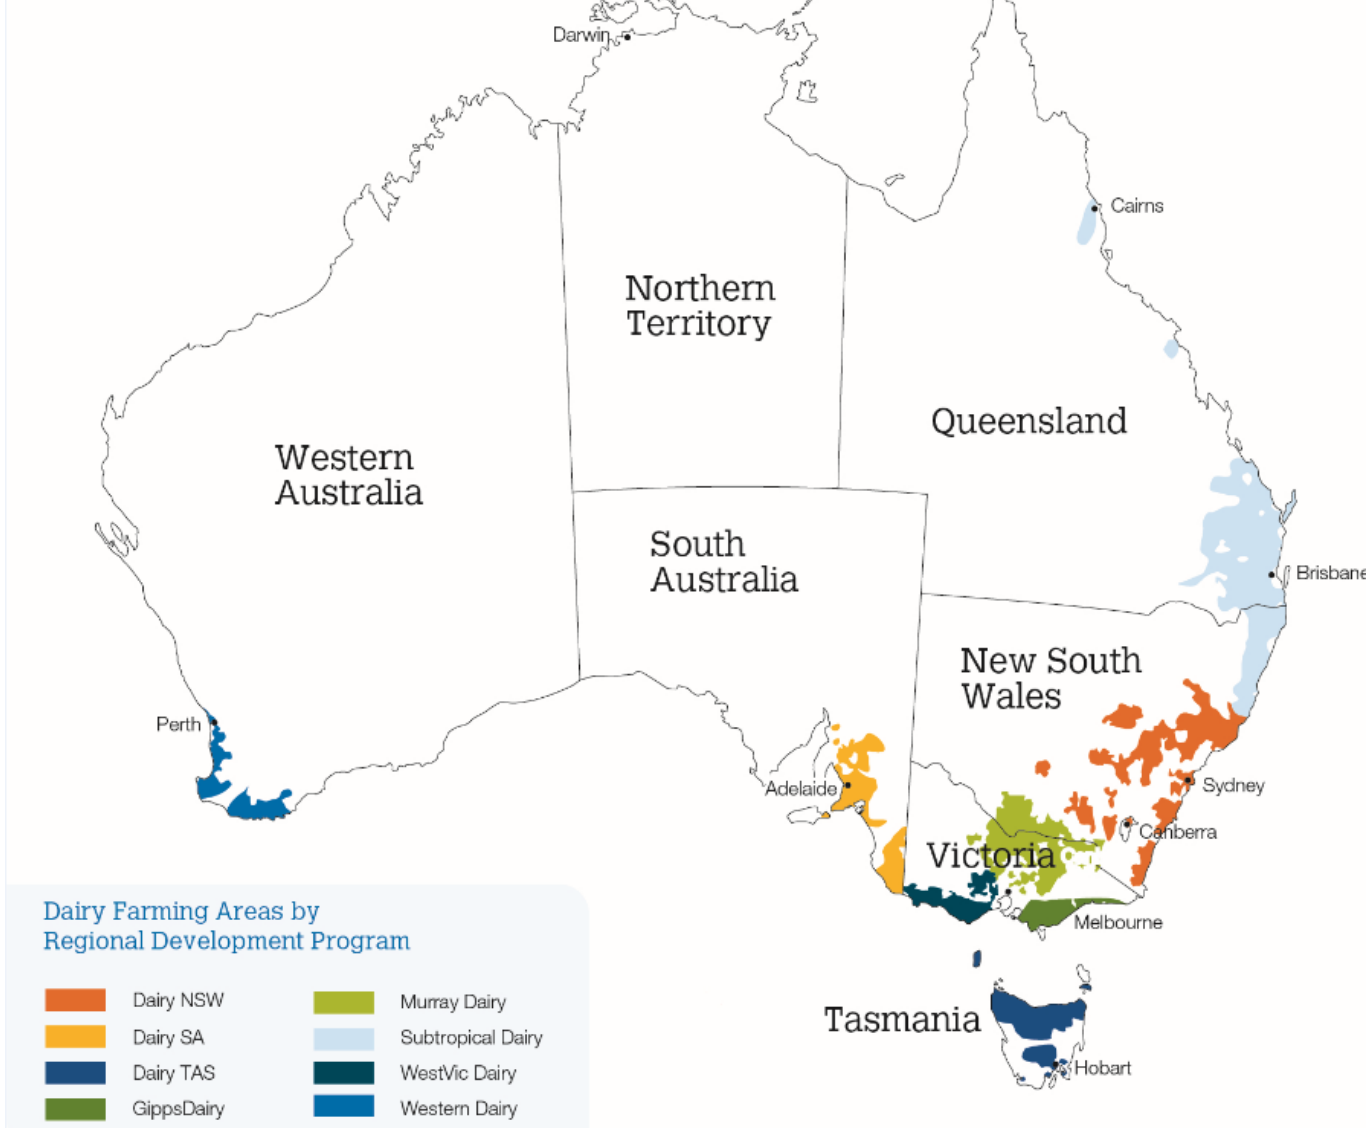 Darwin
Cairns
Northern
Territory
Queensland
Western
Australia
South
Australia
Brisbane
New South
Wales
Perth
Adelaide
Sydney
Canberra
Victoria
Melbourne
Tasmania
Hobart
Dairy Farming Areas by
Regional Development Program
Dairy NSW
Dairy SA
Dairy TAS
GippsDairy
Murray Dairy
Subtropical Dairy
WestVic Dairy
Western Dairy